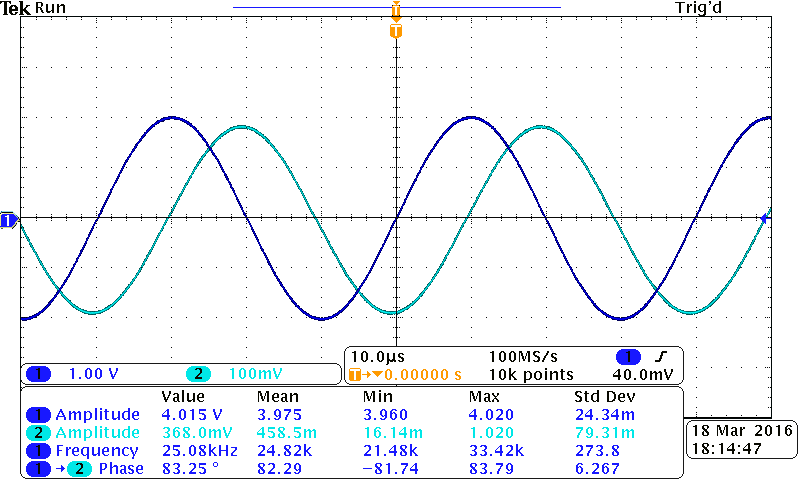 Tek Run Trig'd
T
T
1
1 1.00 V 2 100mV
10.0µs 100MS/s 1
T→▼0.00000 s 10k points 40.0mV
Value Mean Min Max Std Dev
1 Amplitude 4.015 V 3.975 3.960 4.020 24.34m
2 Amplitude 368.0mV 458.5m 16.14m 1.020 79.31m
1 Frequency 25.08kHz 24.82k 21.48k 33.42k 273.8
1 → 2 Phase 83.25 ° 82.29 −81.74 83.79 6.267
18 Mar 2016
18:14:47